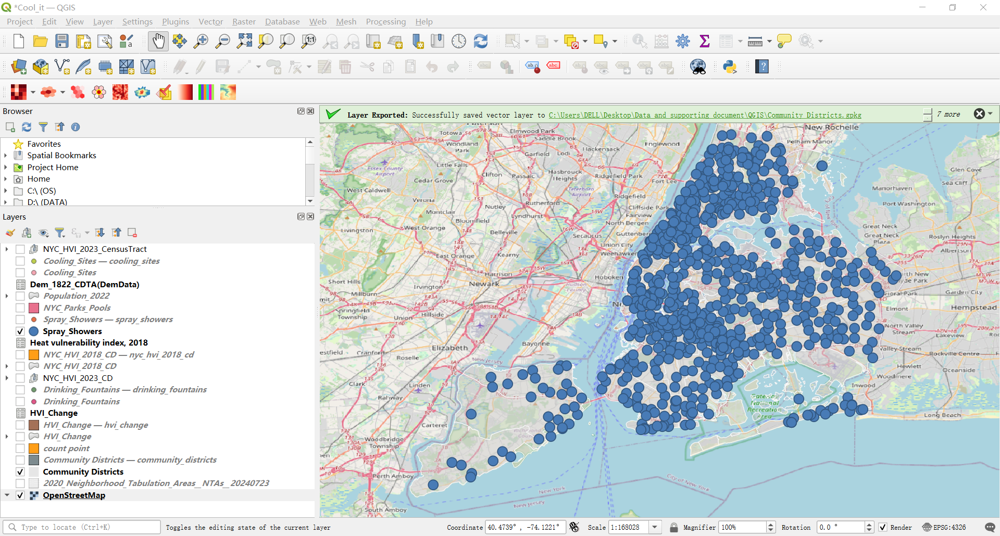 *Cool_it — QGIS
Project Edit View Layer Settings Plugins Vector Raster Database Web Mesh Processing Help
Browser
Favorites
Spatial Bookmarks
Project Home
Home
C:\ (OS)
D:\ (DATA)
Layers
NYC_HVI_2023_CensusTract
Cooling_Sites — cooling_sites
Cooling_Sites
Dem_1822_CDTA(DemData)
Population_2022
NYC_Parks_Pools
Spray_Showers — spray_showers
Spray_Showers
Heat vulnerability index, 2018
NYC_HVI_2018_CD — nyc_hvi_2018_cd
NYC_HVI_2018_CD
NYC_HVI_2023_CD
Drinking_Fountains — drinking_fountains
Drinking_Fountains
HVI_Change
HVI_Change — hvi_change
HVI_Change
count point
Community Districts — community_districts
Community Districts
2020_Neighborhood_Tabulation_Areas__NTAs__20240723
OpenStreetMap
Layer Exported: Successfully saved vector layer to C:\Users\DELL\Desktop\Data and supporting document\QGIS\Community Districts.gpkg
7 more
New Rochelle
Totowa
Elmwood Park
Saddle Brook
Englewood
Pelham Manor
Woodland Park
Hackensack
Garfield
Lodi
Little Falls
Essex County Airport
Glen Cove
Hasbrouck Heights
Clifton
Passaic
Ridgefield Park
Cedar Grove
Fort Lee
Sea Cliff
Manorhaven
West Caldwell
Teterboro Airport
Verona
Rutherford
Ridgefield
Port Washington
Nutley
Cliffside Park
Montclair
Lyndhurst
Fairview
Bloomfield
North Bergen
West Orange
Great Neck
Livingston
Belleville
Guttenberg
Secaucus
Great Neck Plaza
Roslyn Heights
Union City
Albertson
East Orange
Kearny
Weehawken
Harrison
Hoboken
Short Hills
Newark
Irvington
Hudson County
Millburn
Floral Park
Garden City
Springfield Township
Union
Hillside
Elmont
Hempstead
North Valley Stream
Lakeview
Bayonne
Elizabeth
Valley Stream
Cranford
Roselle
Rockville Centre
New Jersey
Hewlett
Oceanside
Woodmere
Clark
Linden
Inwood
Rahway
Gateway National Recreation Area
Long Beach
Carteret
Richmond County
Woodbridge Township
Perth Amboy
City of New York
New York
New Jersey
South Amboy
Type to locate (Ctrl+K)
Toggles the editing state of the current layer
Coordinate 40.4739° , -74.1221°
Scale 1:168028
Magnifier 100%
Rotation 0.0 °
Render
EPSG:4326